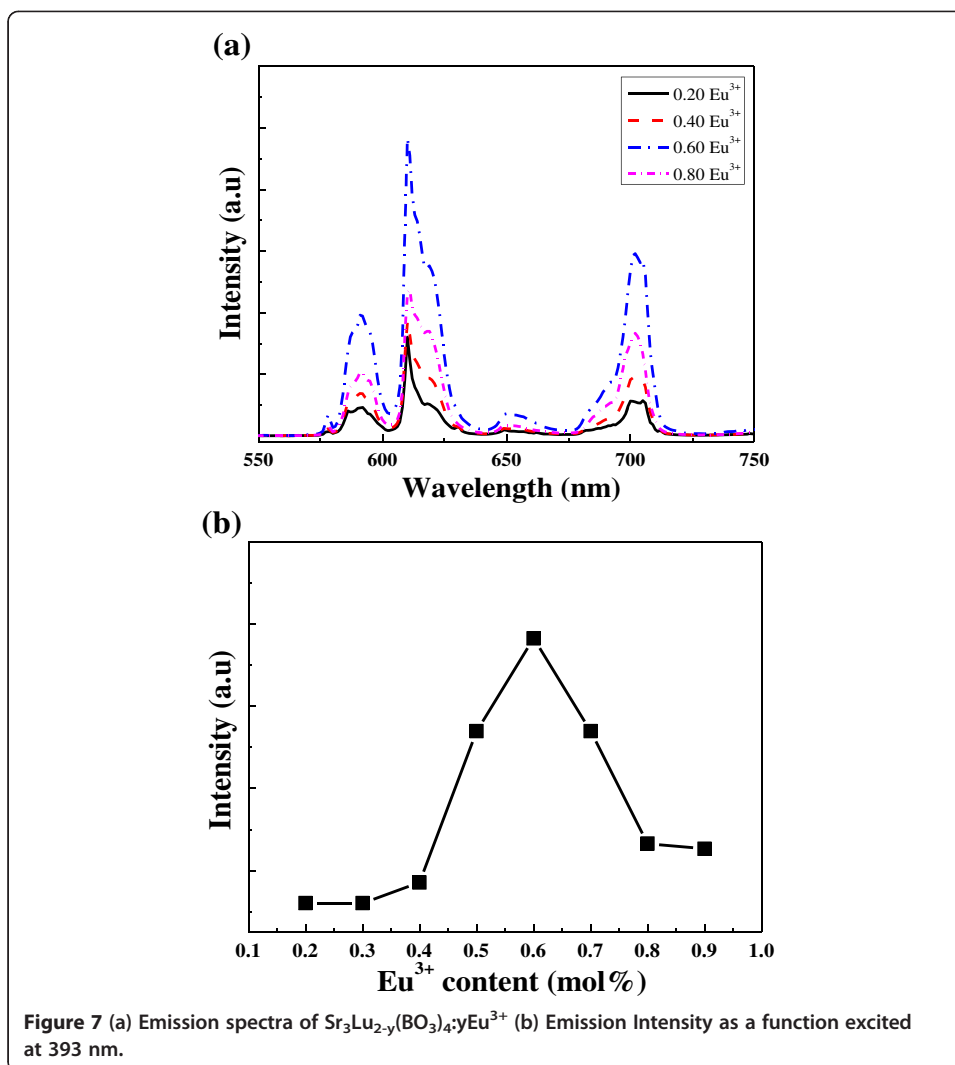 (a)
Intensity (a.u)
0.20 Eu³⁺
0.40 Eu³⁺
0.60 Eu³⁺
0.80 Eu³⁺
550 600 650 700 750
Wavelength (nm)
(b)
Intensity (a.u)
0.1 0.2 0.3 0.4 0.5 0.6 0.7 0.8 0.9 1.0
Eu³⁺ content (mol%)
Figure 7 (a) Emission spectra of Sr₃Lu₂₋ᵧ(BO₃)₄:yEu³⁺ (b) Emission Intensity as a function excited
at 393 nm.